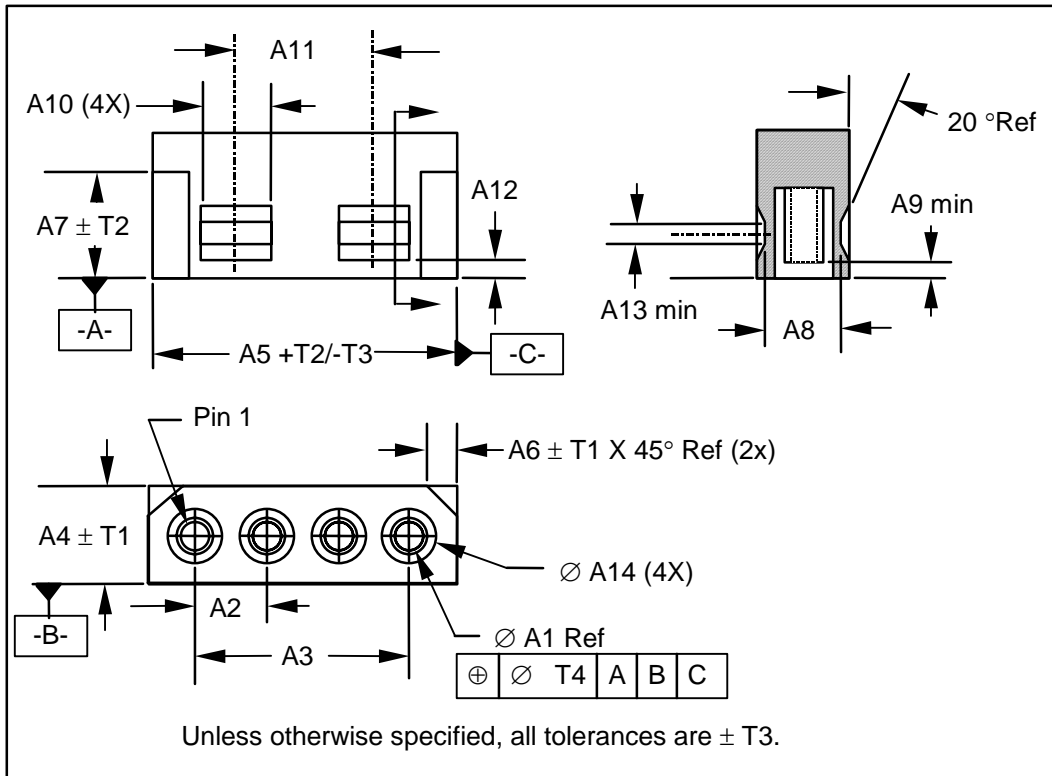 A11
A10 (4X)
20 °Ref
A12
A7 ± T2
A9 min
A13 min
A8
-A-
A5 +T2/-T3
-C-
Pin 1
A6 ± T1 X 45° Ref (2x)
A4 ± T1
∅ A14 (4X)
A2
-B-
∅ A1 Ref
A3
⊕ ∅ T4 A B C
Unless otherwise specified, all tolerances are ± T3.